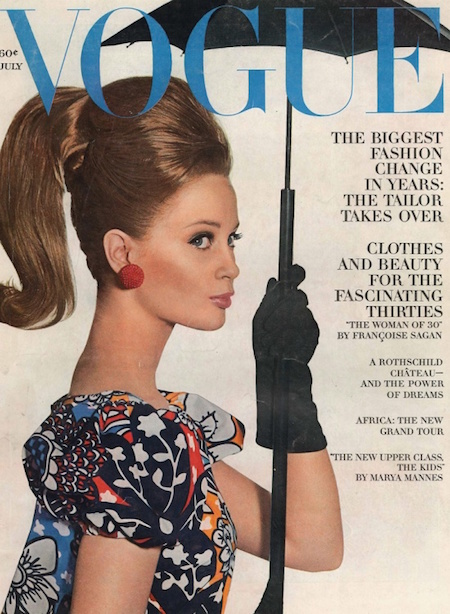 VOGUE
60¢
JULY
THE BIGGEST
FASHION
CHANGE
IN YEARS:
THE TAILOR
TAKES OVER
CLOTHES
AND BEAUTY
FOR THE
FASCINATING
THIRTIES
"THE WOMAN OF 30"
BY FRANÇOISE SAGAN
A ROTHSCHILD
CHÂTEAU—
AND THE POWER
OF DREAMS
AFRICA: THE NEW
GRAND TOUR
"THE NEW UPPER CLASS,
THE KIDS"
BY MARYA MANNES